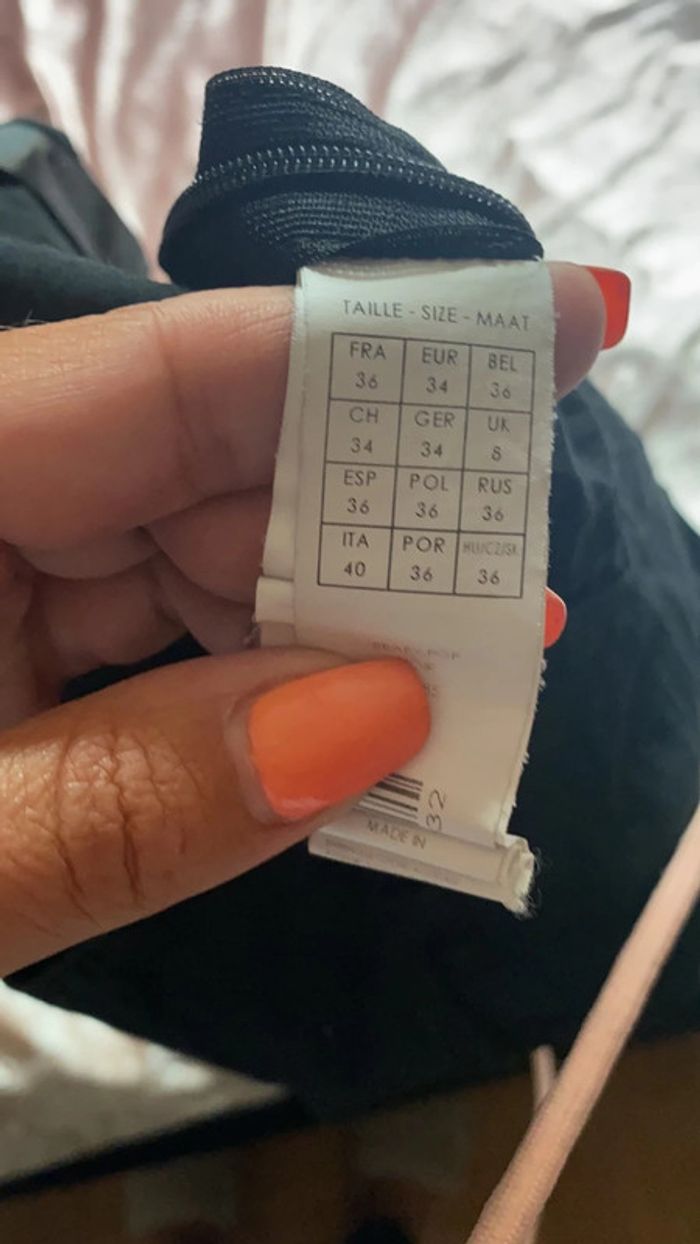 TAILLE - SIZE - MAAT
FRA EUR BEL
36 34 36
CH GER UK
34 34 8
ESP POL RUS
36 36 36
ITA POR HU/CZ/SK
40 36 36
32
MADE IN